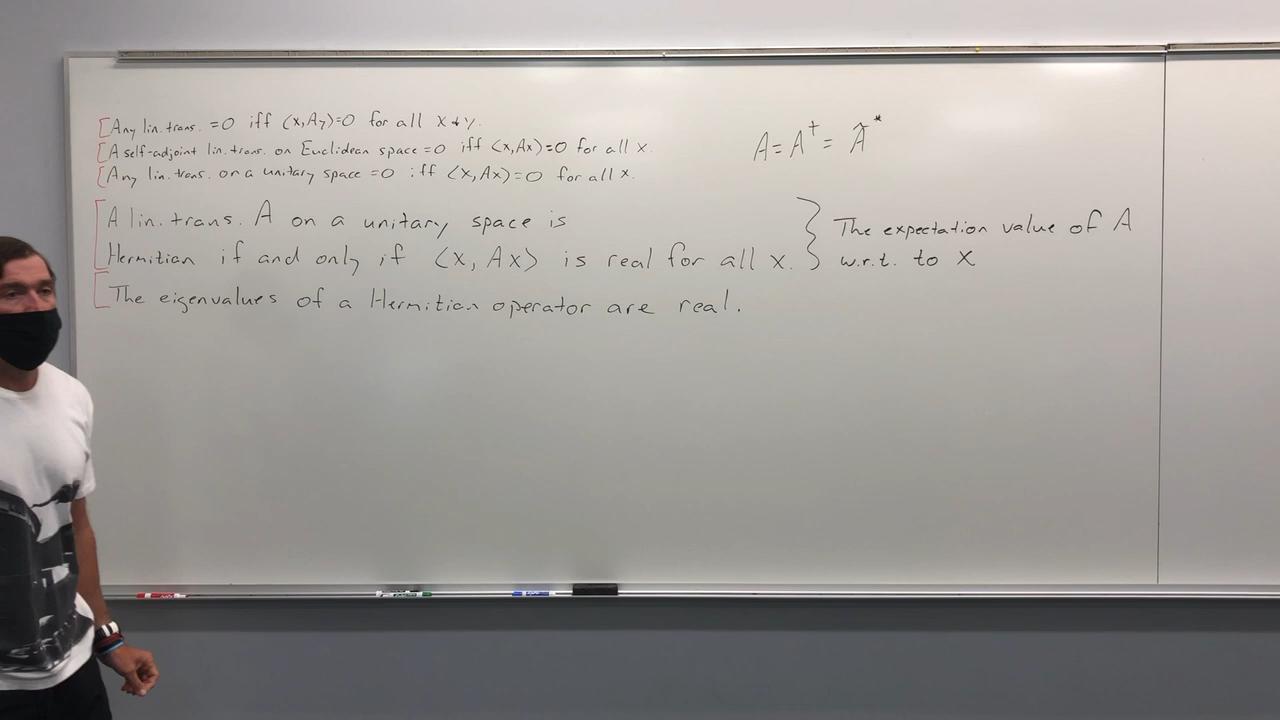 Any lin. trans. =0 iff ⟨x,Ay⟩=0 for all x & y.
A self-adjoint lin. trans. on Euclidean space =0 iff ⟨x,Ax⟩=0 for all x.
Any lin. trans. on a unitary space =0 iff ⟨x,Ax⟩=0 for all x.
A lin. trans. A on a unitary space is
Hermitian if and only if ⟨x, Ax⟩ is real for all x.
The eigenvalues of a Hermitian operator are real.
A = A† = Ã*
The expectation value of A
w.r.t. to x